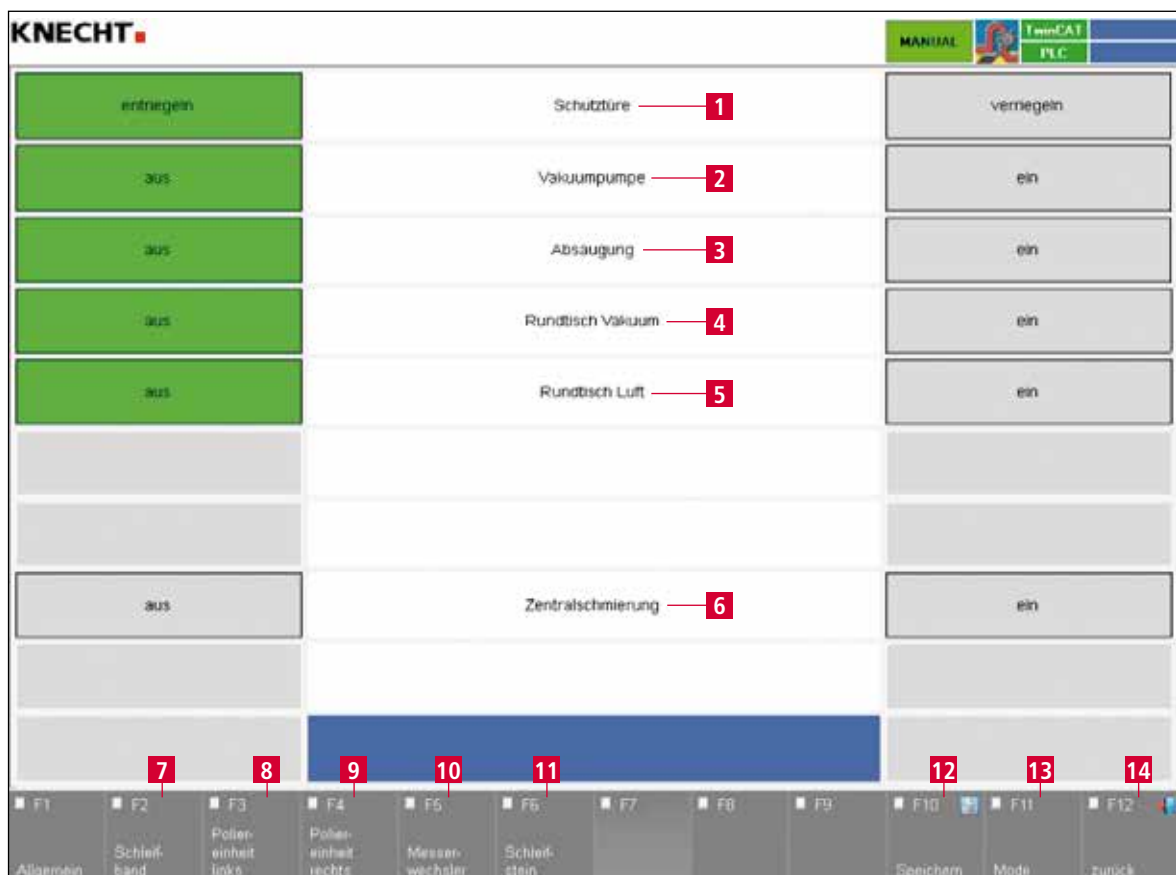 KNECHT
MANUAL
TwinCAT
PLC
entriegeln
Schutztüre
1
verriegeln
aus
Vakuumpumpe
2
ein
aus
Absaugung
3
ein
aus
Rundtisch Vakuum
4
ein
aus
Rundtisch Luft
5
ein
aus
Zentralschmierung
6
ein
7
8
9
10
11
12
13
14
F1
F2
F3
F4
F5
F6
F7
F8
F9
F10
F11
F12
Allgemein
Schleif-
band
Polier-
einheit
links
Polier-
einheit
rechts
Messer-
wechsler
Schleif-
stein
Speichern
Mode
zurück